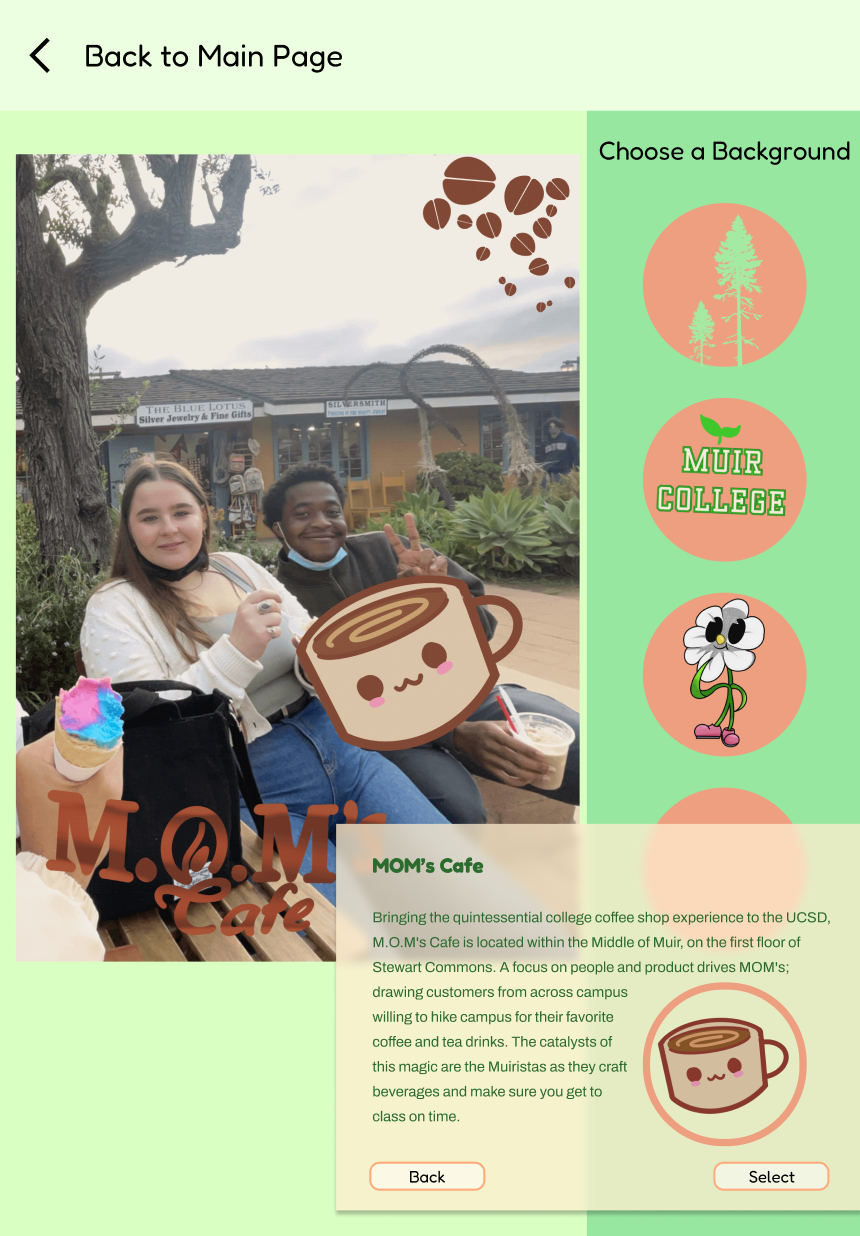 Back to Main Page
Choose a Background
THE BLUE LOTUS
Silver Jewelry & Fine Gifts
SILVERSMITH
MUIR
COLLEGE
M.O.M's
Cafe
MOM's Cafe
Bringing the quintessential college coffee shop experience to the UCSD,
M.O.M's Cafe is located within the Middle of Muir, on the first floor of
Stewart Commons. A focus on people and product drives MOM's;
drawing customers from across campus
willing to hike campus for their favorite
coffee and tea drinks. The catalysts of
this magic are the Muiristas as they craft
beverages and make sure you get to
class on time.
Back
Select